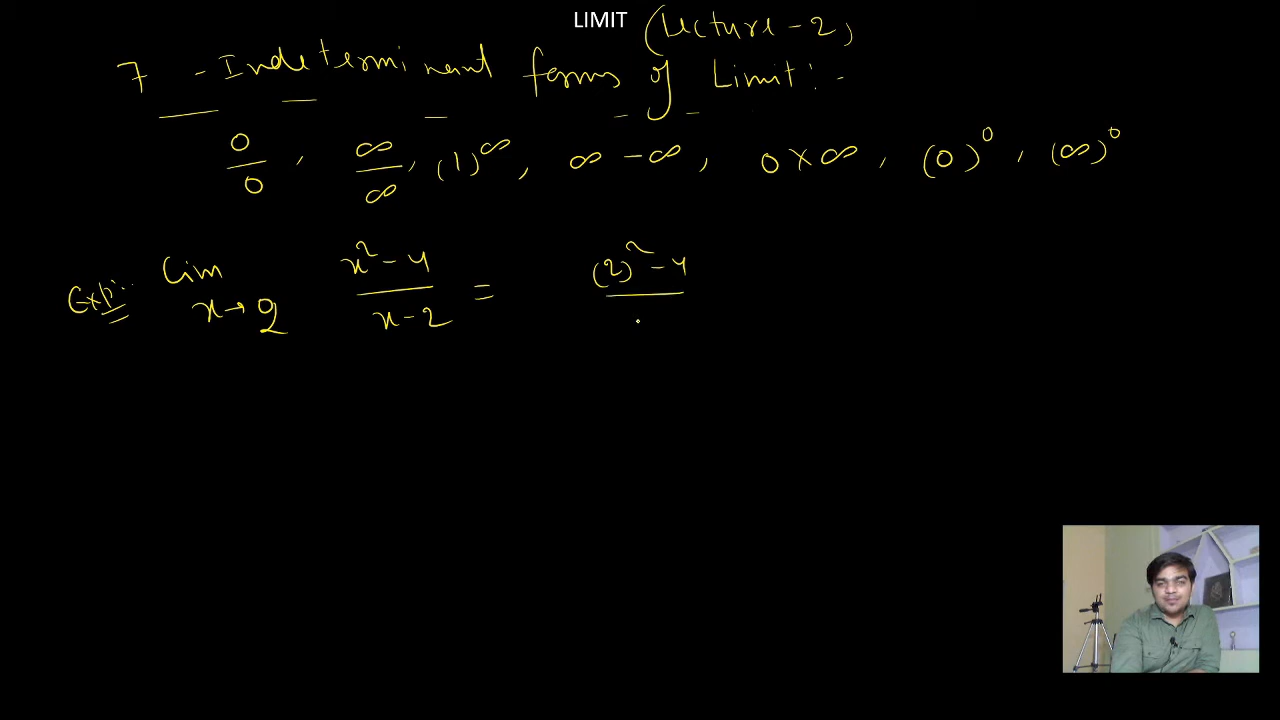 LIMIT (Lecture - 2)
7 - Indeterminant forms of Limit :-
0/0 , ∞/∞ , (1)^∞ , ∞ - ∞ , 0 × ∞ , (0)^0 , (∞)^0
Exp:- lim x→2 x²-4 / x-2 = (2)²-4 /